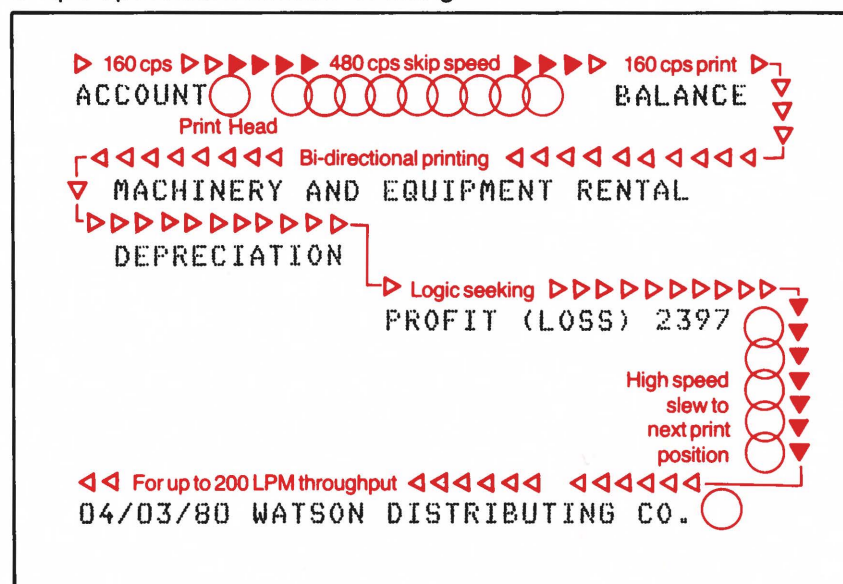 160 cps 480 cps skip speed 160 cps print
ACCOUNT BALANCE
Print Head
Bi-directional printing
MACHINERY AND EQUIPMENT RENTAL
DEPRECIATION
Logic seeking
PROFIT (LOSS) 2397
High speed
slew to
next print
position
For up to 200 LPM throughput
04/03/80 WATSON DISTRIBUTING CO.